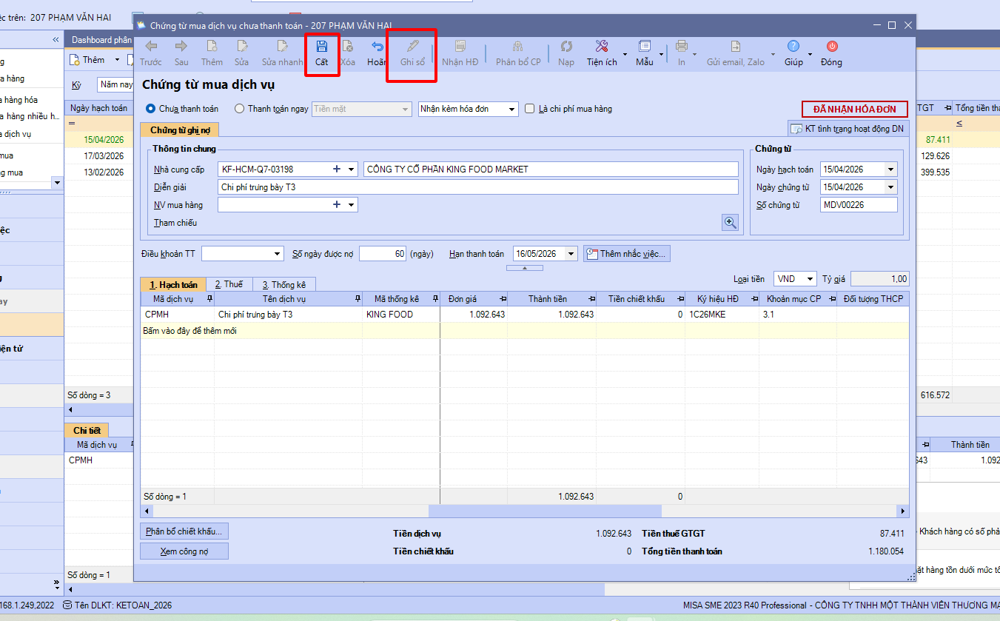 ệc trên: 207 PHẠM VĂN HAI
Chứng từ mua dịch vụ chưa thanh toán - 207 PHẠM VĂN HAI
Dashboard phân
Thêm
Kỳ Năm nay
Ngày hạch toán
=
15/04/2026
17/03/2026
13/02/2026
Số dòng = 3
Chi tiết
Mã dịch vụ
CPMH
Số dòng = 1
g
a hàng
a hàng hóa
a hàng nhiều h...
a dịch vụ
mua
ng mua
ệc
g
ay
iện tử
Trước Sau Thêm Sửa Sửa nhanh Cất Xóa Hoãn Ghi sổ Nhận HĐ Phân bổ CP Nạp Tiện ích Mẫu In Gửi email, Zalo Giúp Đóng
Chứng từ mua dịch vụ
Chưa thanh toán Thanh toán ngay Tiền mặt Nhận kèm hóa đơn Là chi phí mua hàng ĐÃ NHẬN HÓA ĐƠN
Chứng từ ghi nợ KT tình trạng hoạt động DN
Thông tin chung Chứng từ
Nhà cung cấp KF-HCM-Q7-03198 CÔNG TY CỔ PHẦN KING FOOD MARKET Ngày hạch toán 15/04/2026
Diễn giải Chi phí trưng bày T3 Ngày chứng từ 15/04/2026
NV mua hàng Số chứng từ MDV00226
Tham chiếu
Điều khoản TT Số ngày được nợ 60 (ngày) Hạn thanh toán 16/05/2026 Thêm nhắc việc...
Loại tiền VND Tỷ giá 1,00
1. Hạch toán 2. Thuế 3. Thống kê
Mã dịch vụ Tên dịch vụ Mã thống kê Đơn giá Thành tiền Tiền chiết khấu Ký hiệu HĐ Khoản mục CP Đối tượng THCP
CPMH Chi phí trưng bày T3 KING FOOD 1.092.643 1.092.643 0 1C26MKE 3.1
Bấm vào đây để thêm mới
Số dòng = 1 1.092.643 0
Phân bổ chiết khấu... Tiền dịch vụ 1.092.643 Tiền thuế GTGT 87.411
Xem công nợ Tiền chiết khấu 0 Tổng tiền thanh toán 1.180.054
TGT Tổng tiền tha
≤
87.411
129.626
399.535
616.572
Thành tiền
643 1.092
Khách hàng có số phả
ặt hàng tồn dưới mức tố
168.1.249,2022 Tên DLKT: KETOAN_2026 MISA SME 2023 R40 Professional - CÔNG TY TNHH MỘT THÀNH VIÊN THƯƠNG MẠ